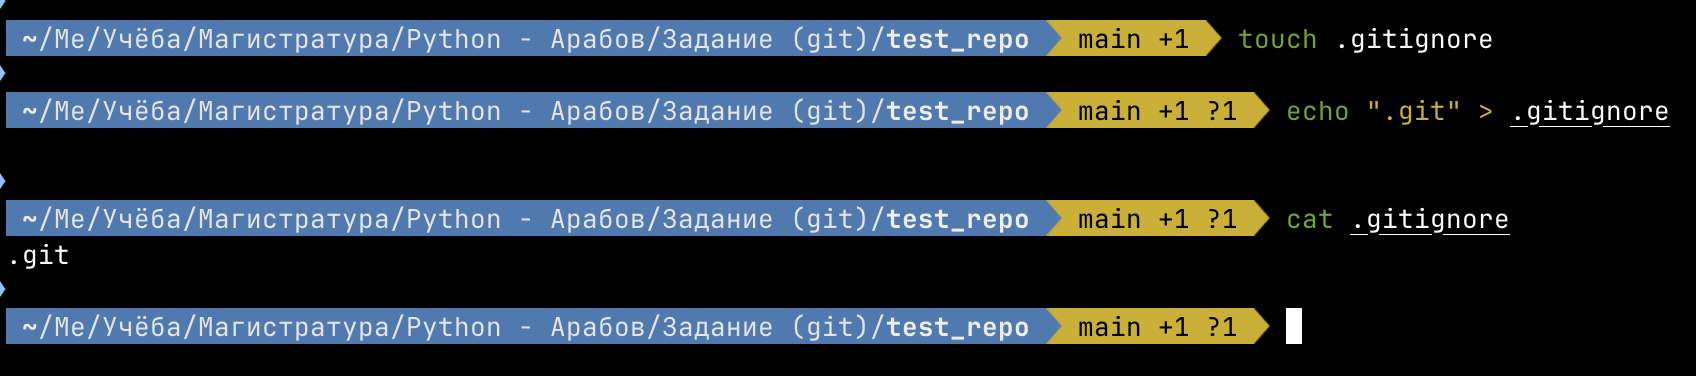 ~/Me/Учёба/Магистратура/Python - Арабов/Задание (git)/test_repo main +1 touch .gitignore
~/Me/Учёба/Магистратура/Python - Арабов/Задание (git)/test_repo main +1 ?1 echo ".git" > .gitignore
~/Me/Учёба/Магистратура/Python - Арабов/Задание (git)/test_repo main +1 ?1 cat .gitignore
.git
~/Me/Учёба/Магистратура/Python - Арабов/Задание (git)/test_repo main +1 ?1